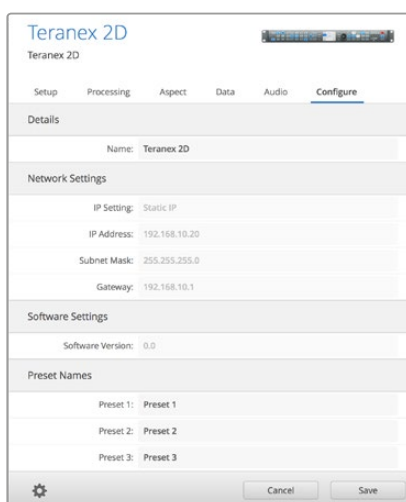 Teranex 2D
Teranex 2D
Setup Processing Aspect Data Audio Configure
Details
Name: Teranex 2D
Network Settings
IP Setting: Static IP
IP Address: 192.168.10.20
Subnet Mask: 255.255.255.0
Gateway: 192.168.10.1
Software Settings
Software Version: 0.0
Preset Names
Preset 1: Preset 1
Preset 2: Preset 2
Preset 3: Preset 3
Cancel Save